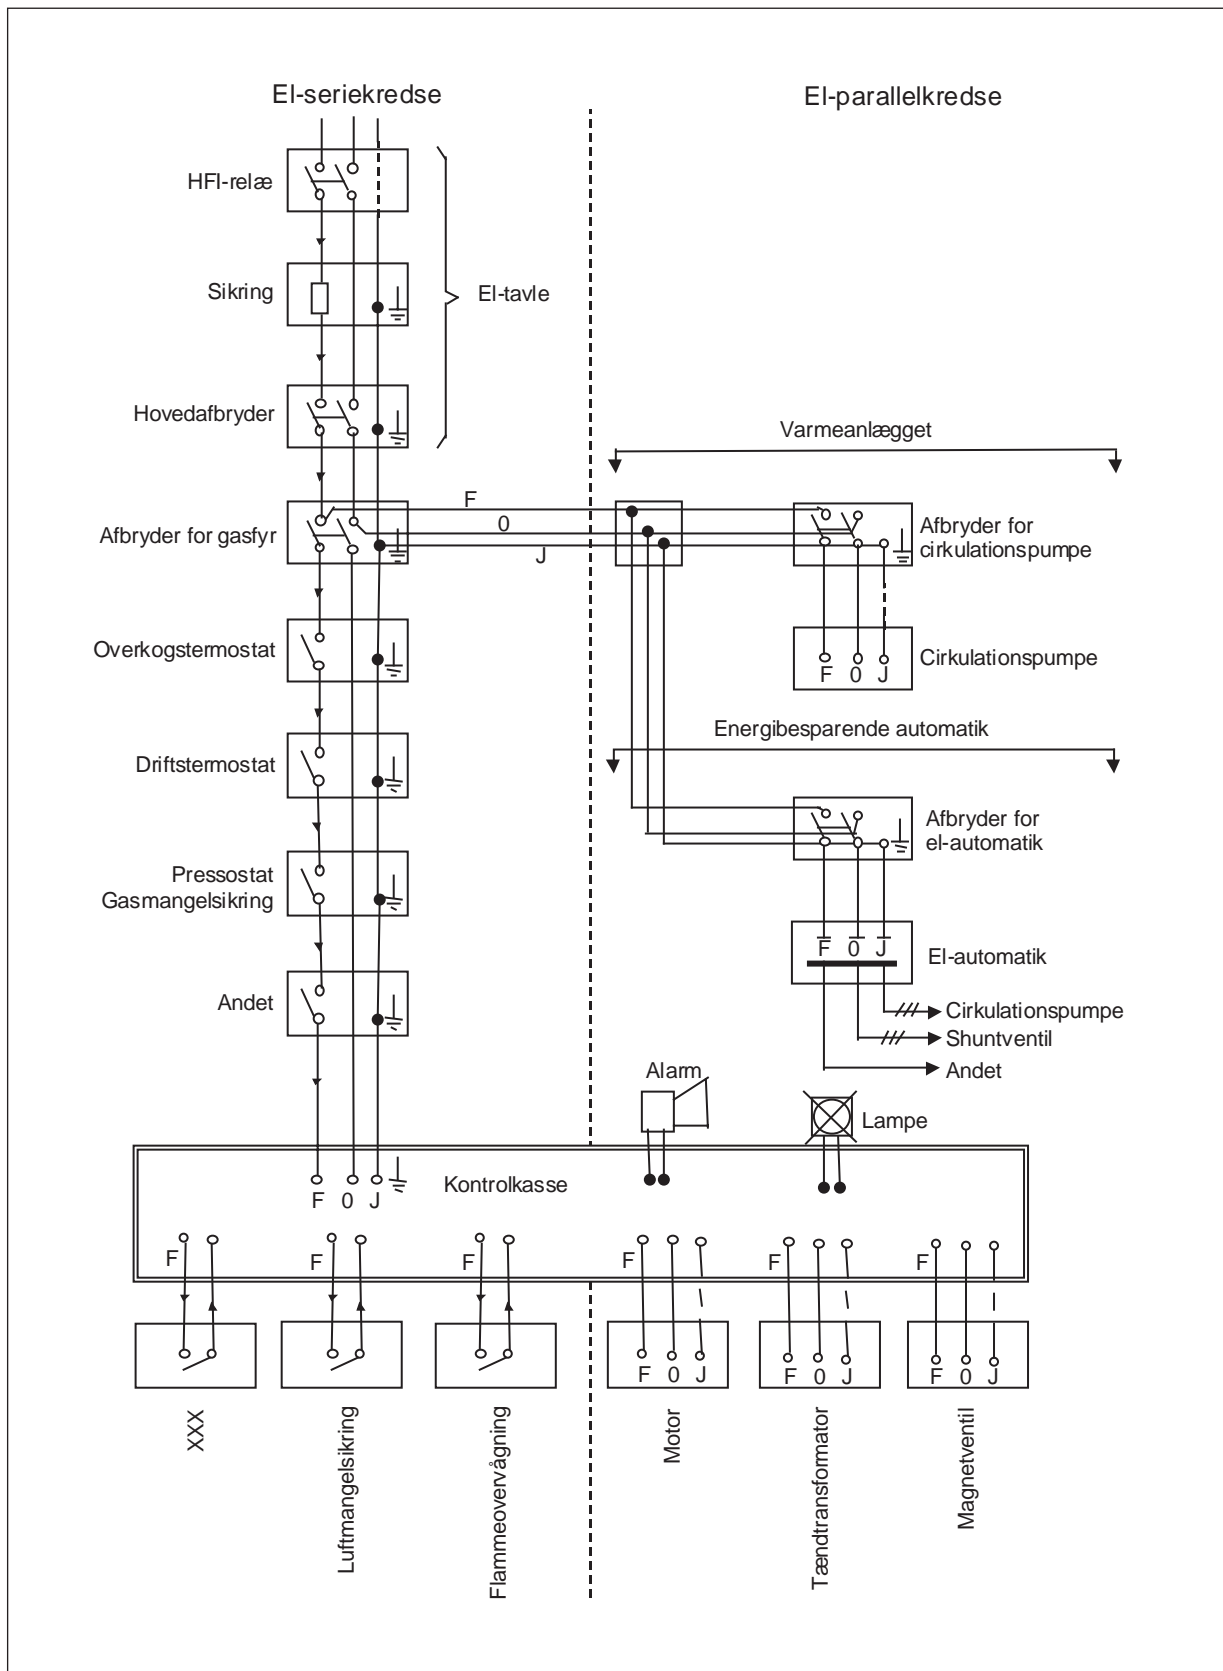 El-seriekredse
El-parallelkredse
HFI-relæ
Sikring
El-tavle
Hovedafbryder
Varmeanlægget
F
0
J
Afbryder for gasfyr
Afbryder for
cirkulationspumpe
Overkogstermostat
Cirkulationspumpe
F 0 J
Energibesparende automatik
Driftstermostat
Afbryder for
el-automatik
Pressostat
Gasmangelsikring
F 0 J
El-automatik
Andet
Cirkulationspumpe
Shuntventil
Andet
Alarm
Lampe
Kontrolkasse
F 0 J
F
F
F
F
F
F
F 0 J
F 0 J
F 0 J
XXX
Luftmangelsikring
Flammeovervågning
Motor
Tændtransformator
Magnetventil